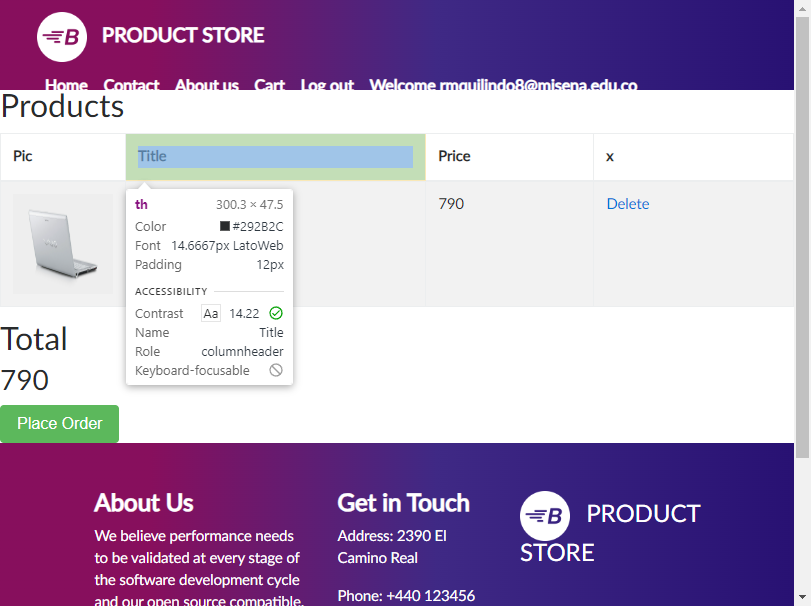 B PRODUCT STORE
Home Contact About us Cart Log out Welcome rmquilindo8@misena.edu.co
Products
Pic Title Price x
790 Delete
th 300.3 × 47.5
Color #292B2C
Font 14.6667px LatoWeb
Padding 12px
ACCESSIBILITY
Contrast Aa 14.22
Name Title
Role columnheader
Keyboard-focusable
Total
790
Place Order
About Us
We believe performance needs
to be validated at every stage of
the software development cycle
and our open source compatible,
Get in Touch
Address: 2390 El
Camino Real
Phone: +440 123456
B PRODUCT
STORE